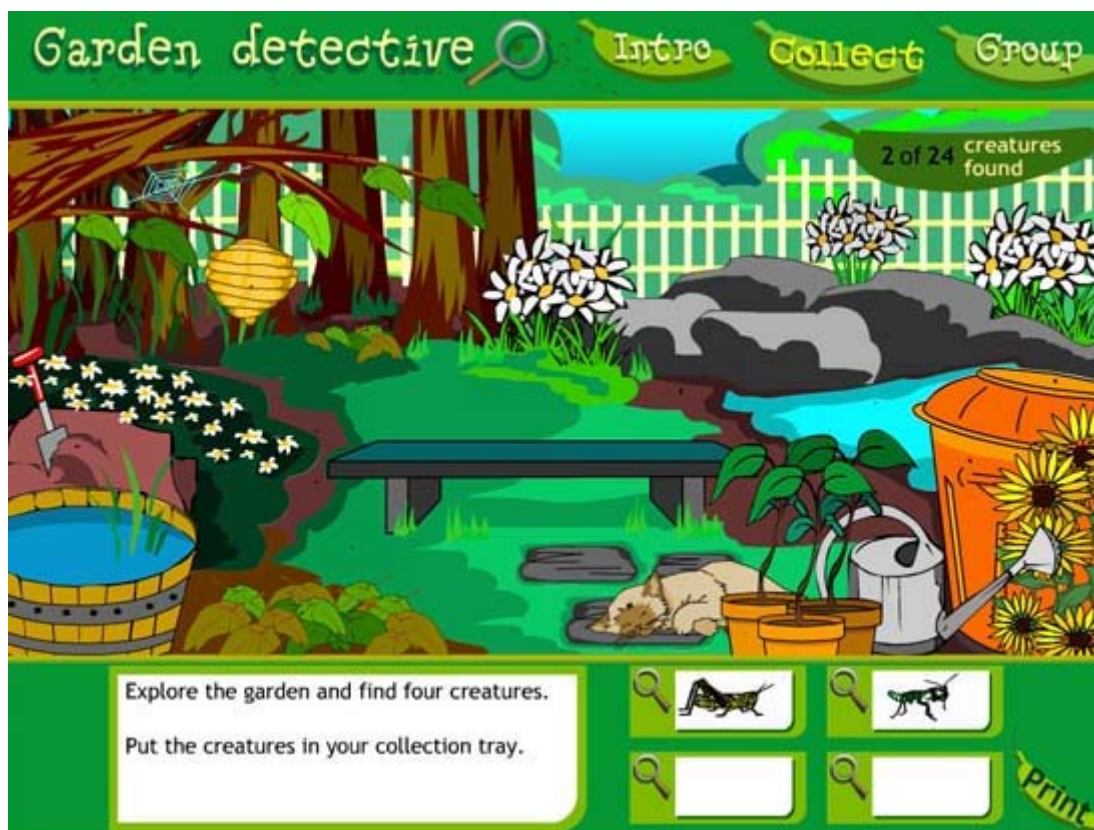 Garden detective
Intro
Collect
Group
2 of 24 creatures found
Explore the garden and find four creatures.
Put the creatures in your collection tray.
Print